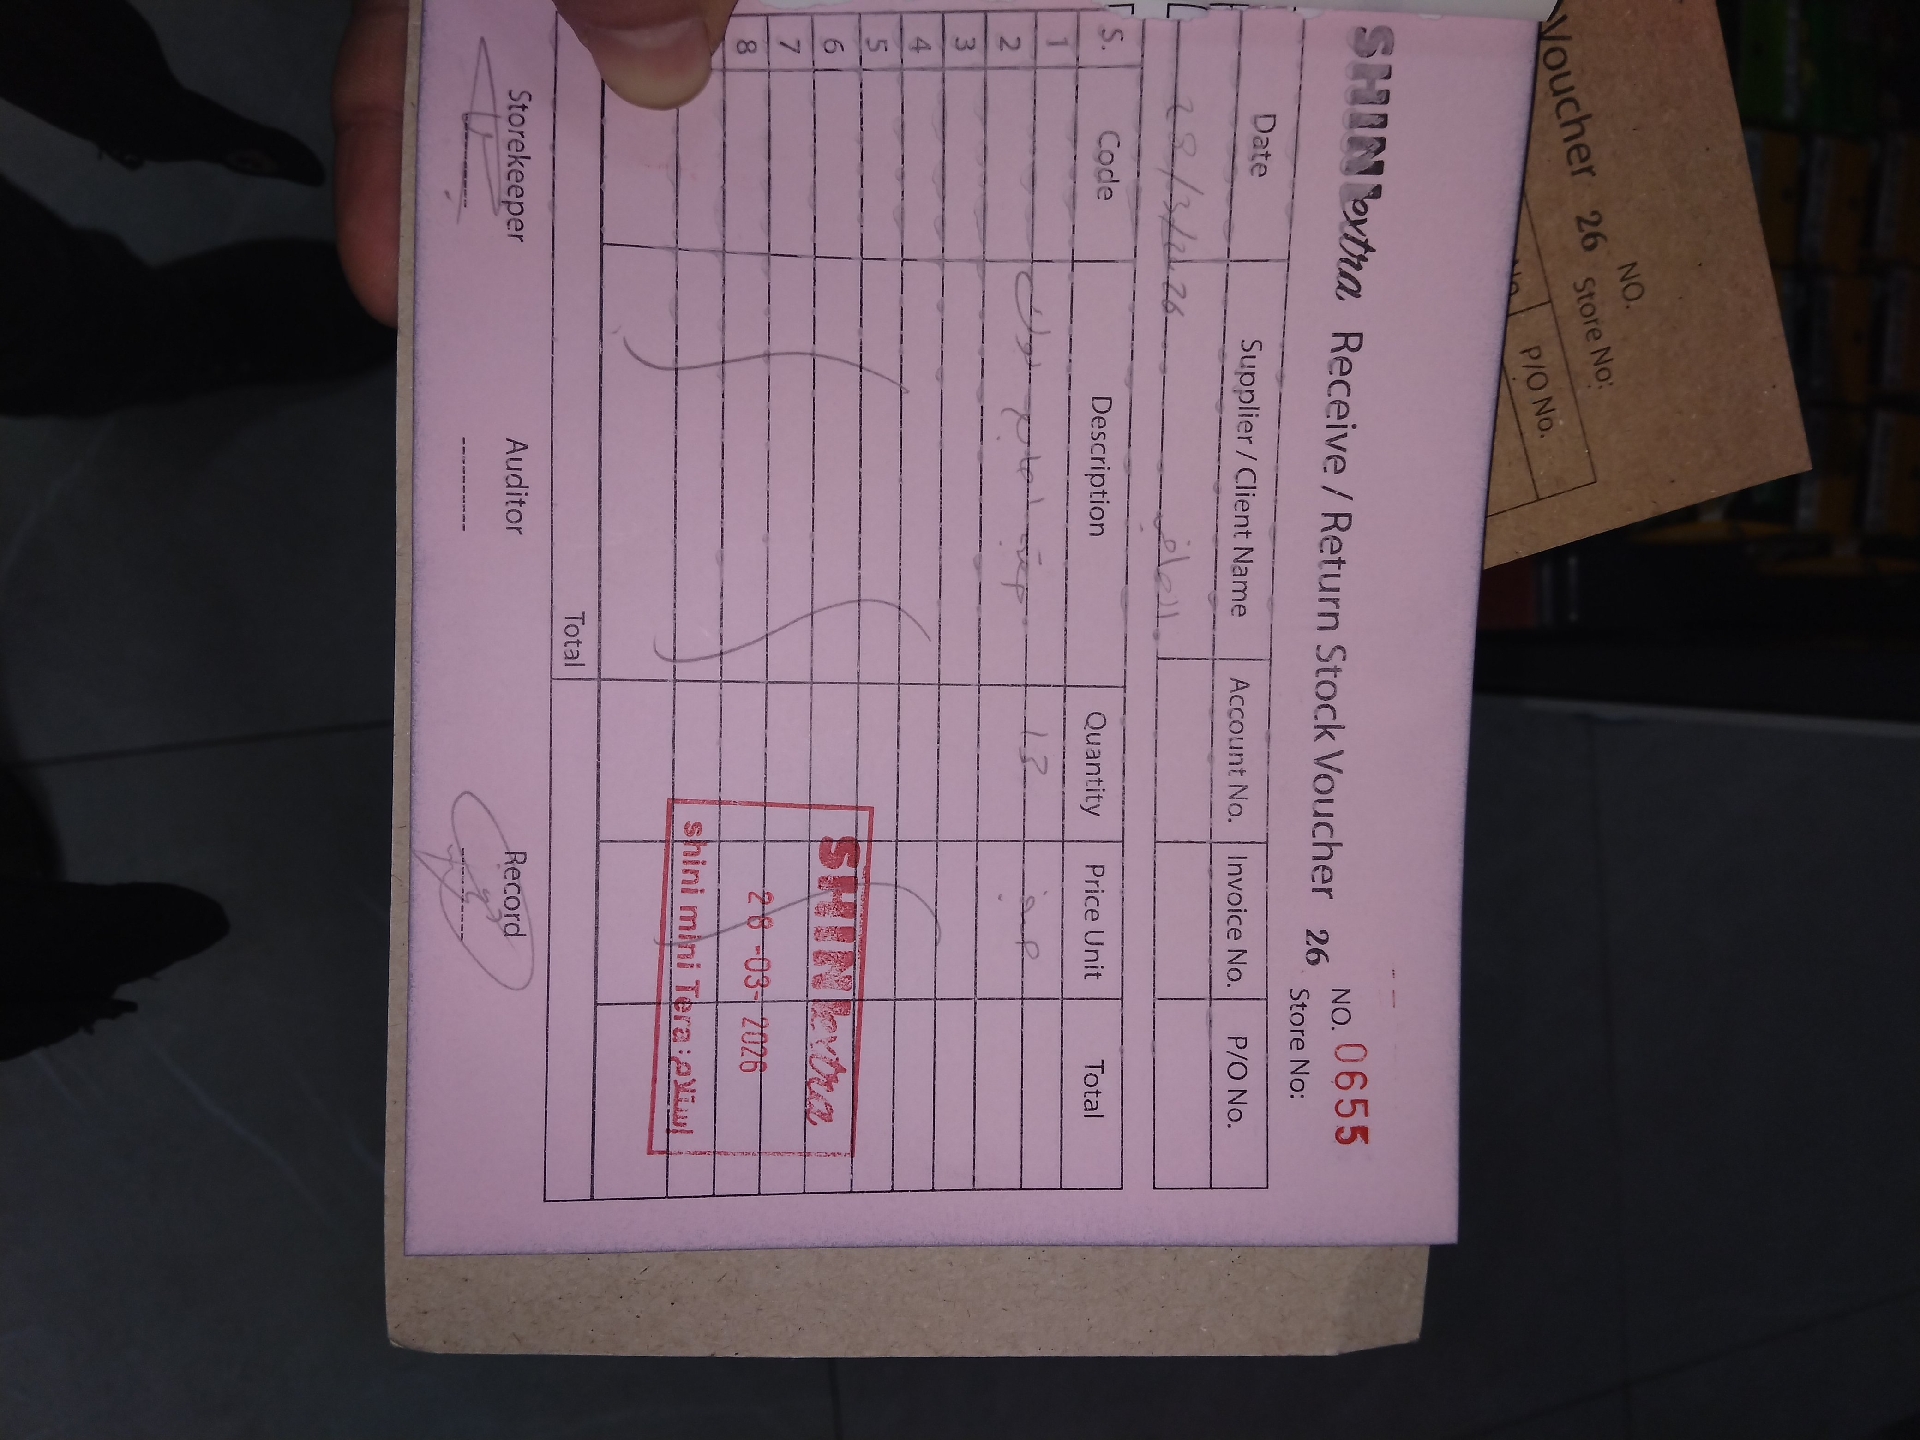 SHINI extra Receive / Return Stock Voucher 26 NO. 0655
Store No:
Date Supplier / Client Name Account No. Invoice No. P/O No.
28/3/2026
S. Code Description Quantity Price Unit Total
1 13
2
3
4
5
6
7
8
Total
SHINI extra
28-03-2026
shini mini Tera
Storekeeper Auditor Record
Voucher 26
NO.
Store No:
P/O No.